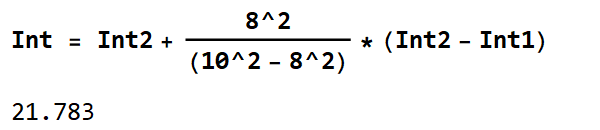 Int = Int2 + 8^2 / (10^2 - 8^2) * (Int2 - Int1)
21.783